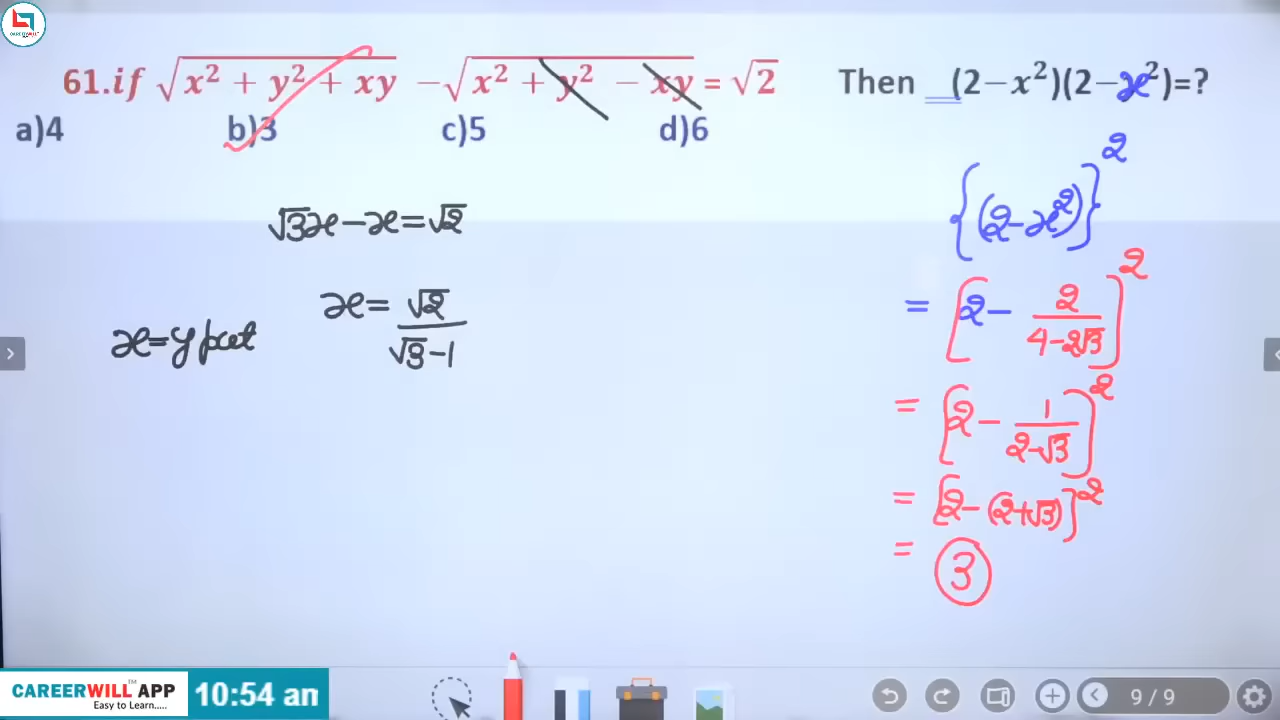 CAREERWILL
61.if √x² + y² + xy − √x² + y² − xy = √2 Then (2−x²)(2−x²)=?
a)4 b)3 c)5 d)6
{(2−x²)}²
√3x − x = √2
x = √2 / √3−1
x=y put
= [2 − 2 / 4−2√3]²
= [2 − 1 / 2−√3]²
= [2 − (2+√3)]²
= 3
CAREERWILL™ APP
Easy to Learn.....
10:54 am
9 / 9